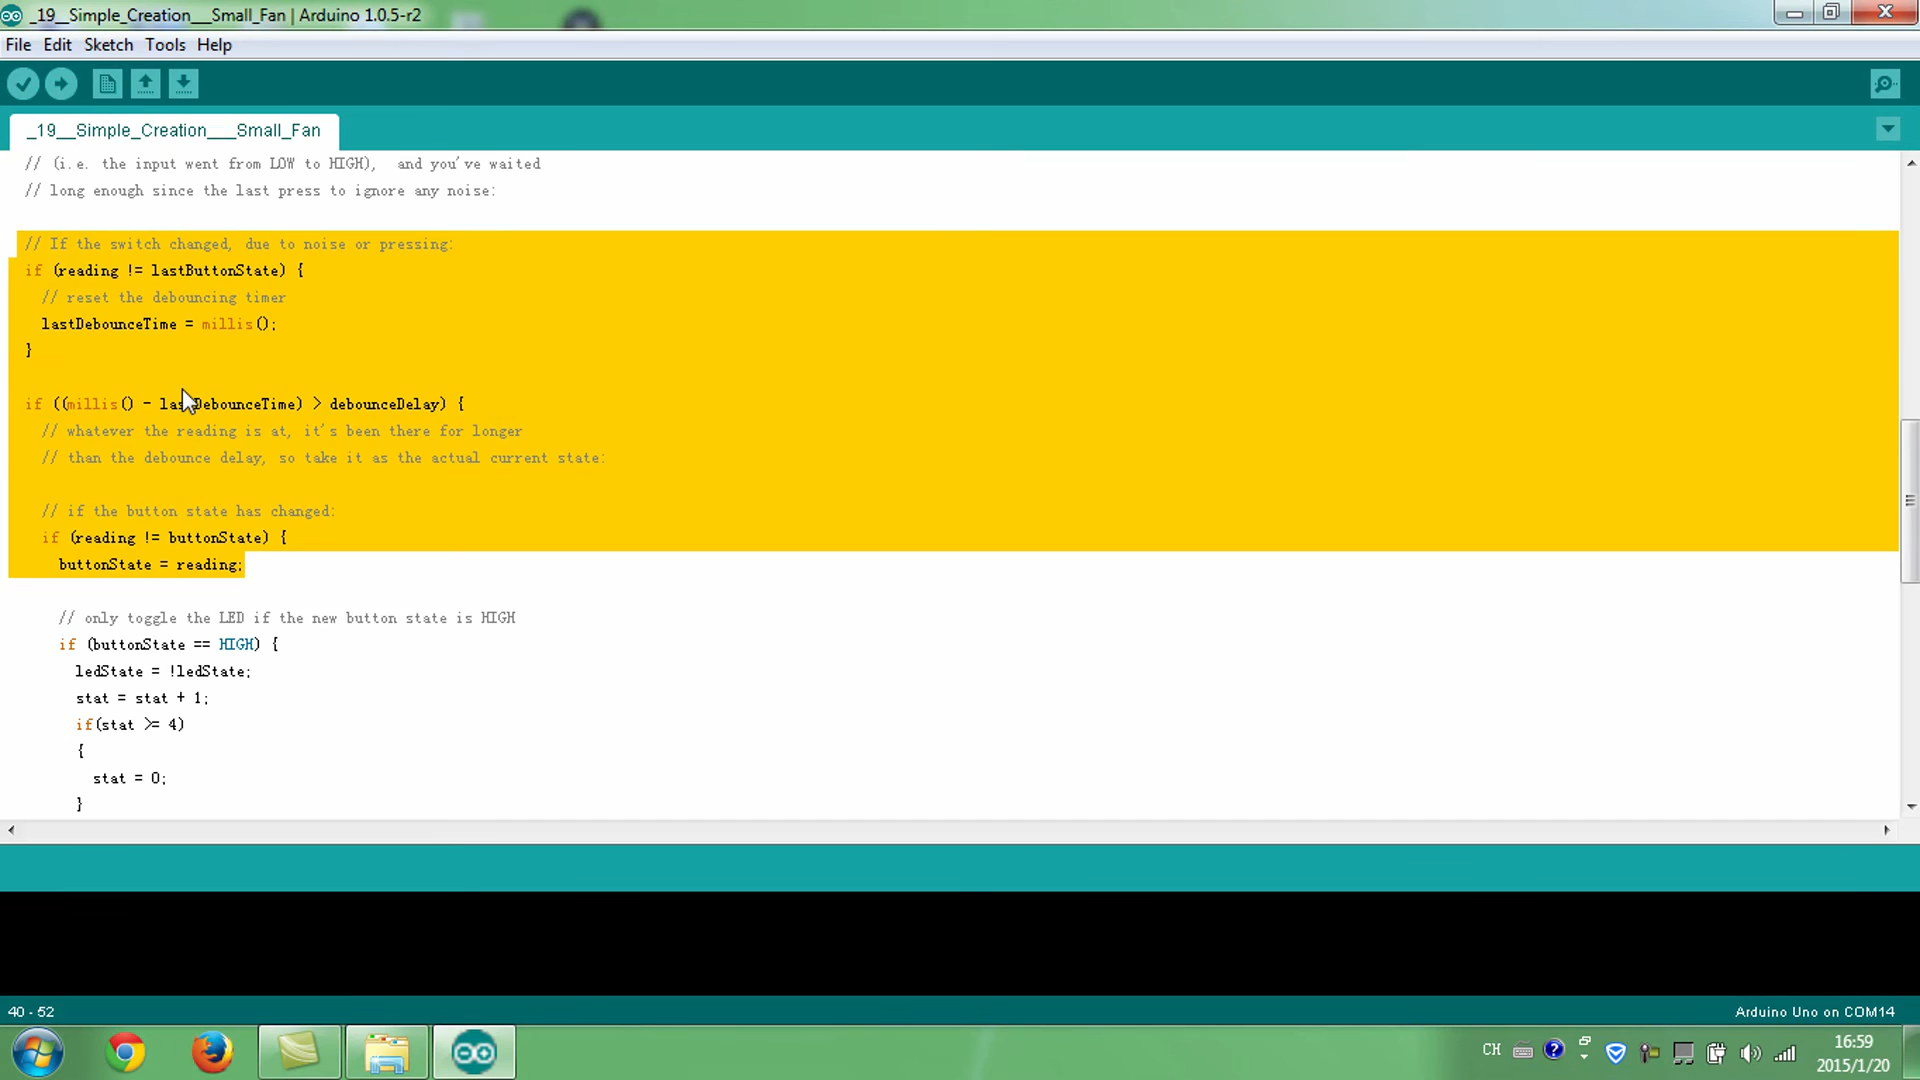 _19__Simple_Creation___Small_Fan | Arduino 1.0.5-r2
File Edit Sketch Tools Help
_19__Simple_Creation___Small_Fan
// (i.e. the input went from LOW to HIGH),  and you've waited
// long enough since the last press to ignore any noise:
// If the switch changed, due to noise or pressing:
if (reading != lastButtonState) {
// reset the debouncing timer
lastDebounceTime = millis();
}
if ((millis() - lastDebounceTime) > debounceDelay) {
// whatever the reading is at, it's been there for longer
// than the debounce delay, so take it as the actual current state:
// if the button state has changed:
if (reading != buttonState) {
buttonState = reading;
// only toggle the LED if the new button state is HIGH
if (buttonState == HIGH) {
ledState = !ledState;
stat = stat + 1;
if(stat >= 4)
{
stat = 0;
}
40 - 52
Arduino Uno on COM14
CH
16:59
2015/1/20